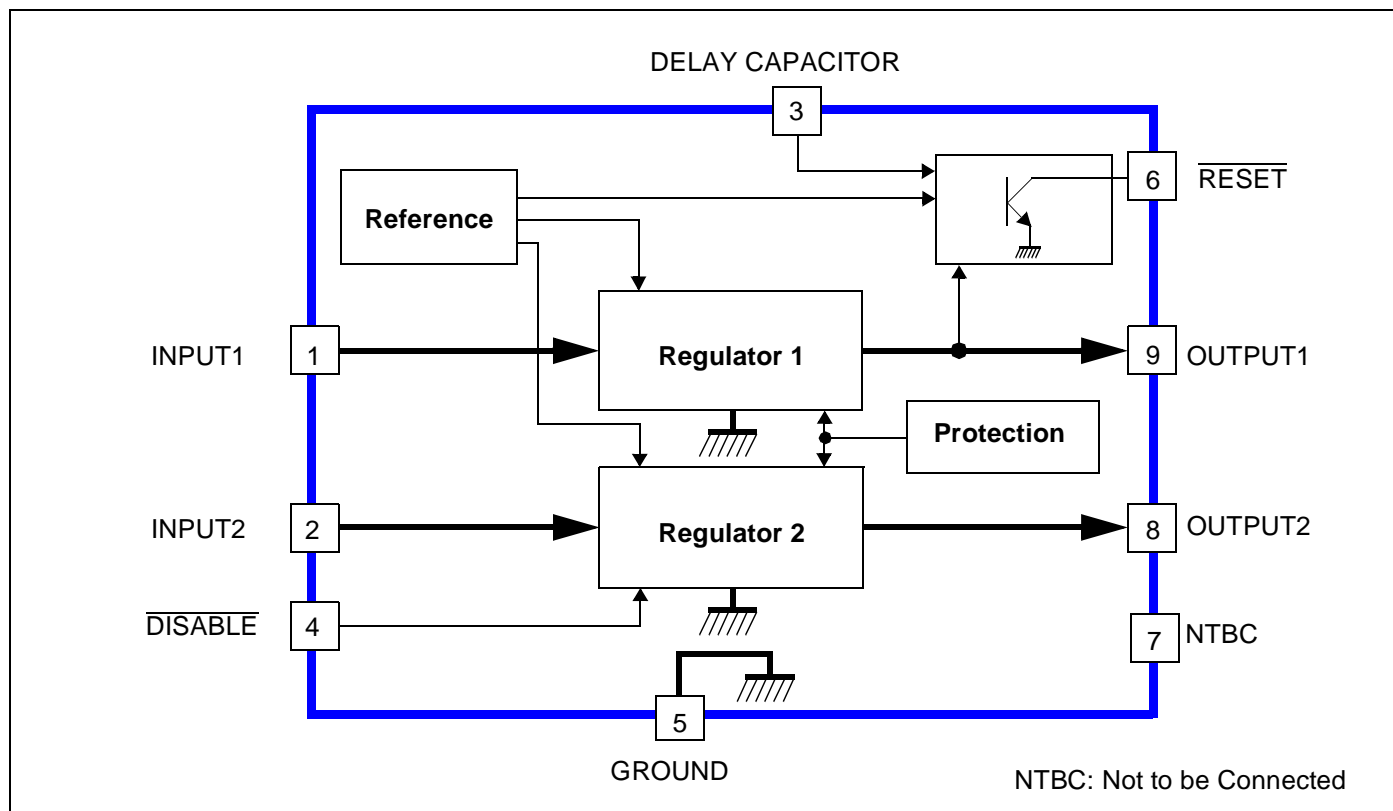 DELAY CAPACITOR
3
6
RESET
Reference
INPUT1
1
Regulator 1
9
OUTPUT1
Protection
INPUT2
2
Regulator 2
8
OUTPUT2
DISABLE
4
7
NTBC
5
GROUND
NTBC: Not to be Connected